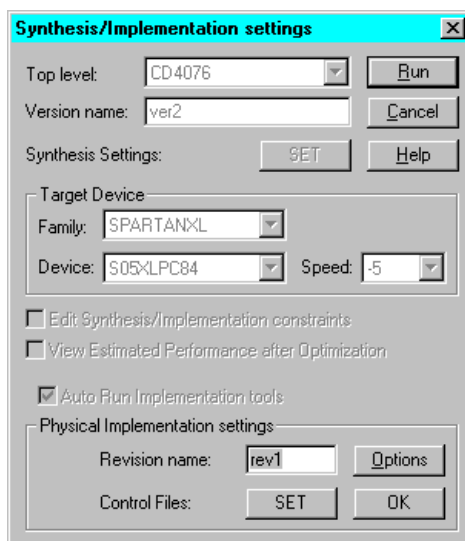 Synthesis/Implementation settings
Top level: CD4076 Run
Version name: ver2 Cancel
Synthesis Settings: SET Help
Target Device
Family: SPARTANXL
Device: S05XLPC84 Speed: -5
Edit Synthesis/Implementation constraints
View Estimated Performance after Optimization
Auto Run Implementation tools
Physical Implementation settings
Revision name: rev1 Options
Control Files: SET OK